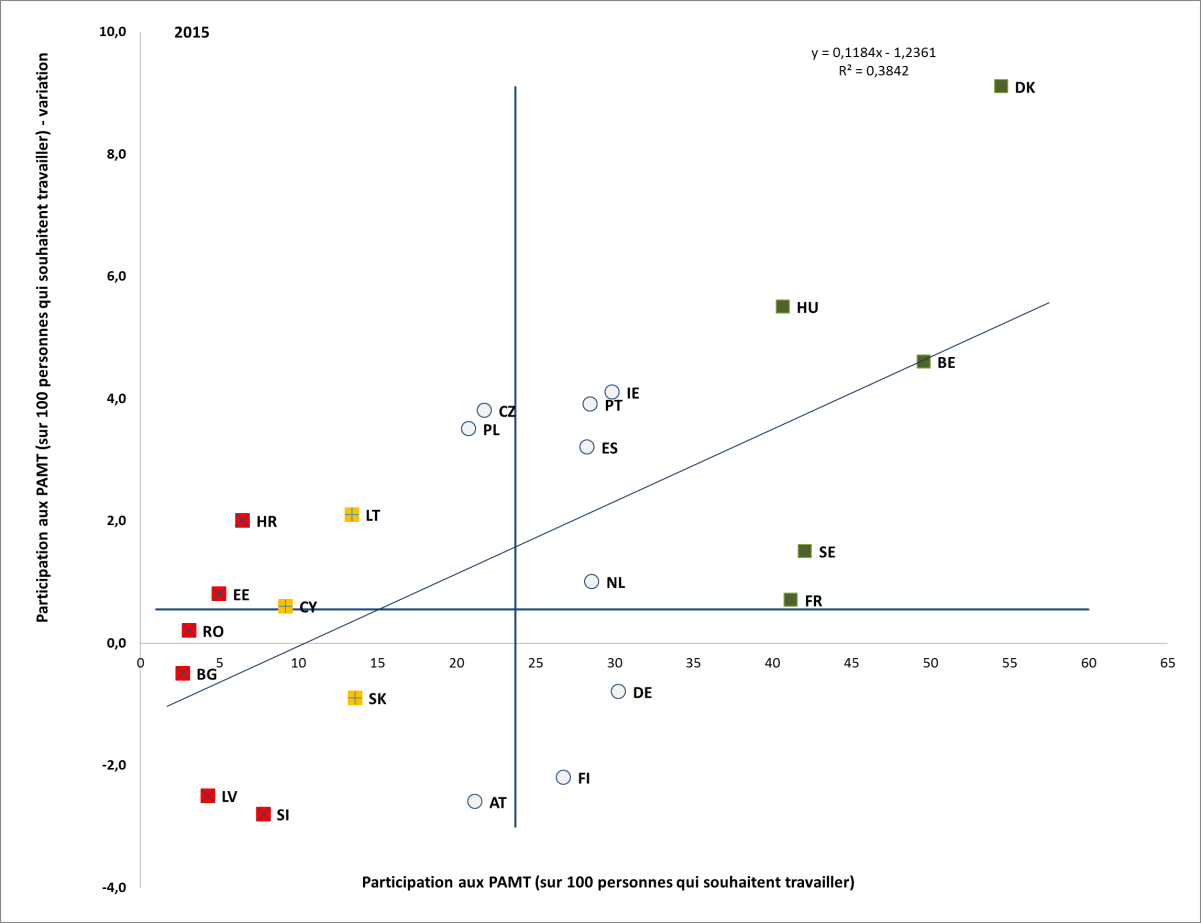 10,0
2015
y = 0,1184x - 1,2361
R² = 0,3842
DK
8,0
6,0
HU
BE
4,0
IE
PT
CZ
PL
ES
2,0
HR
LT
SE
NL
EE
FR
CY
RO
0,0
0 5 10 15 20 25 30 35 40 45 50 55 60 65
BG
SK
DE
-2,0
FI
LV
AT
SI
-4,0
Participation aux PAMT (sur 100 personnes qui souhaitent travailler) - variation
Participation aux PAMT (sur 100 personnes qui souhaitent travailler)